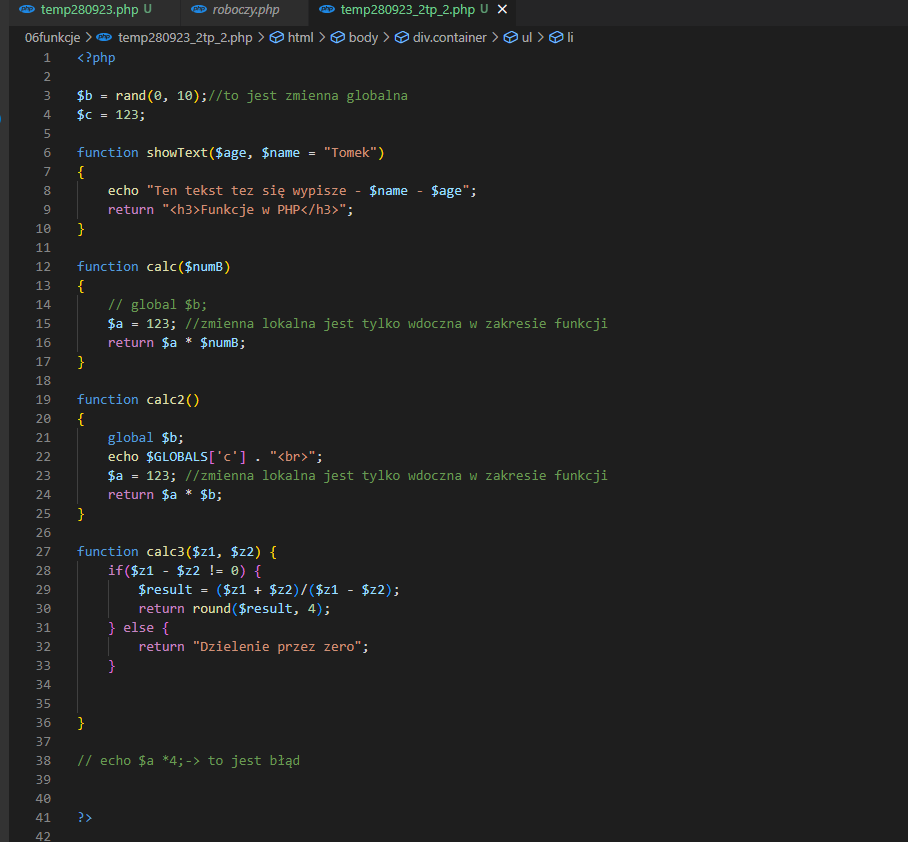 temp280923.php U roboczy.php temp280923_2tp_2.php U
06funkcje > temp280923_2tp_2.php > html > body > div.container > ul > li
1 <?php
2
3 $b = rand(0, 10);//to jest zmienna globalna
4 $c = 123;
5
6 function showText($age, $name = "Tomek")
7 {
8 echo "Ten tekst tez się wypisze - $name - $age";
9 return "<h3>Funkcje w PHP</h3>";
10 }
11
12 function calc($numB)
13 {
14 // global $b;
15 $a = 123; //zmienna lokalna jest tylko wdoczna w zakresie funkcji
16 return $a * $numB;
17 }
18
19 function calc2()
20 {
21 global $b;
22 echo $GLOBALS['c'] . "<br>";
23 $a = 123; //zmienna lokalna jest tylko wdoczna w zakresie funkcji
24 return $a * $b;
25 }
26
27 function calc3($z1, $z2) {
28 if($z1 - $z2 != 0) {
29 $result = ($z1 + $z2)/($z1 - $z2);
30 return round($result, 4);
31 } else {
32 return "Dzielenie przez zero";
33 }
34
35
36 }
37
38 // echo $a *4;-> to jest błąd
39
40
41 ?>
42